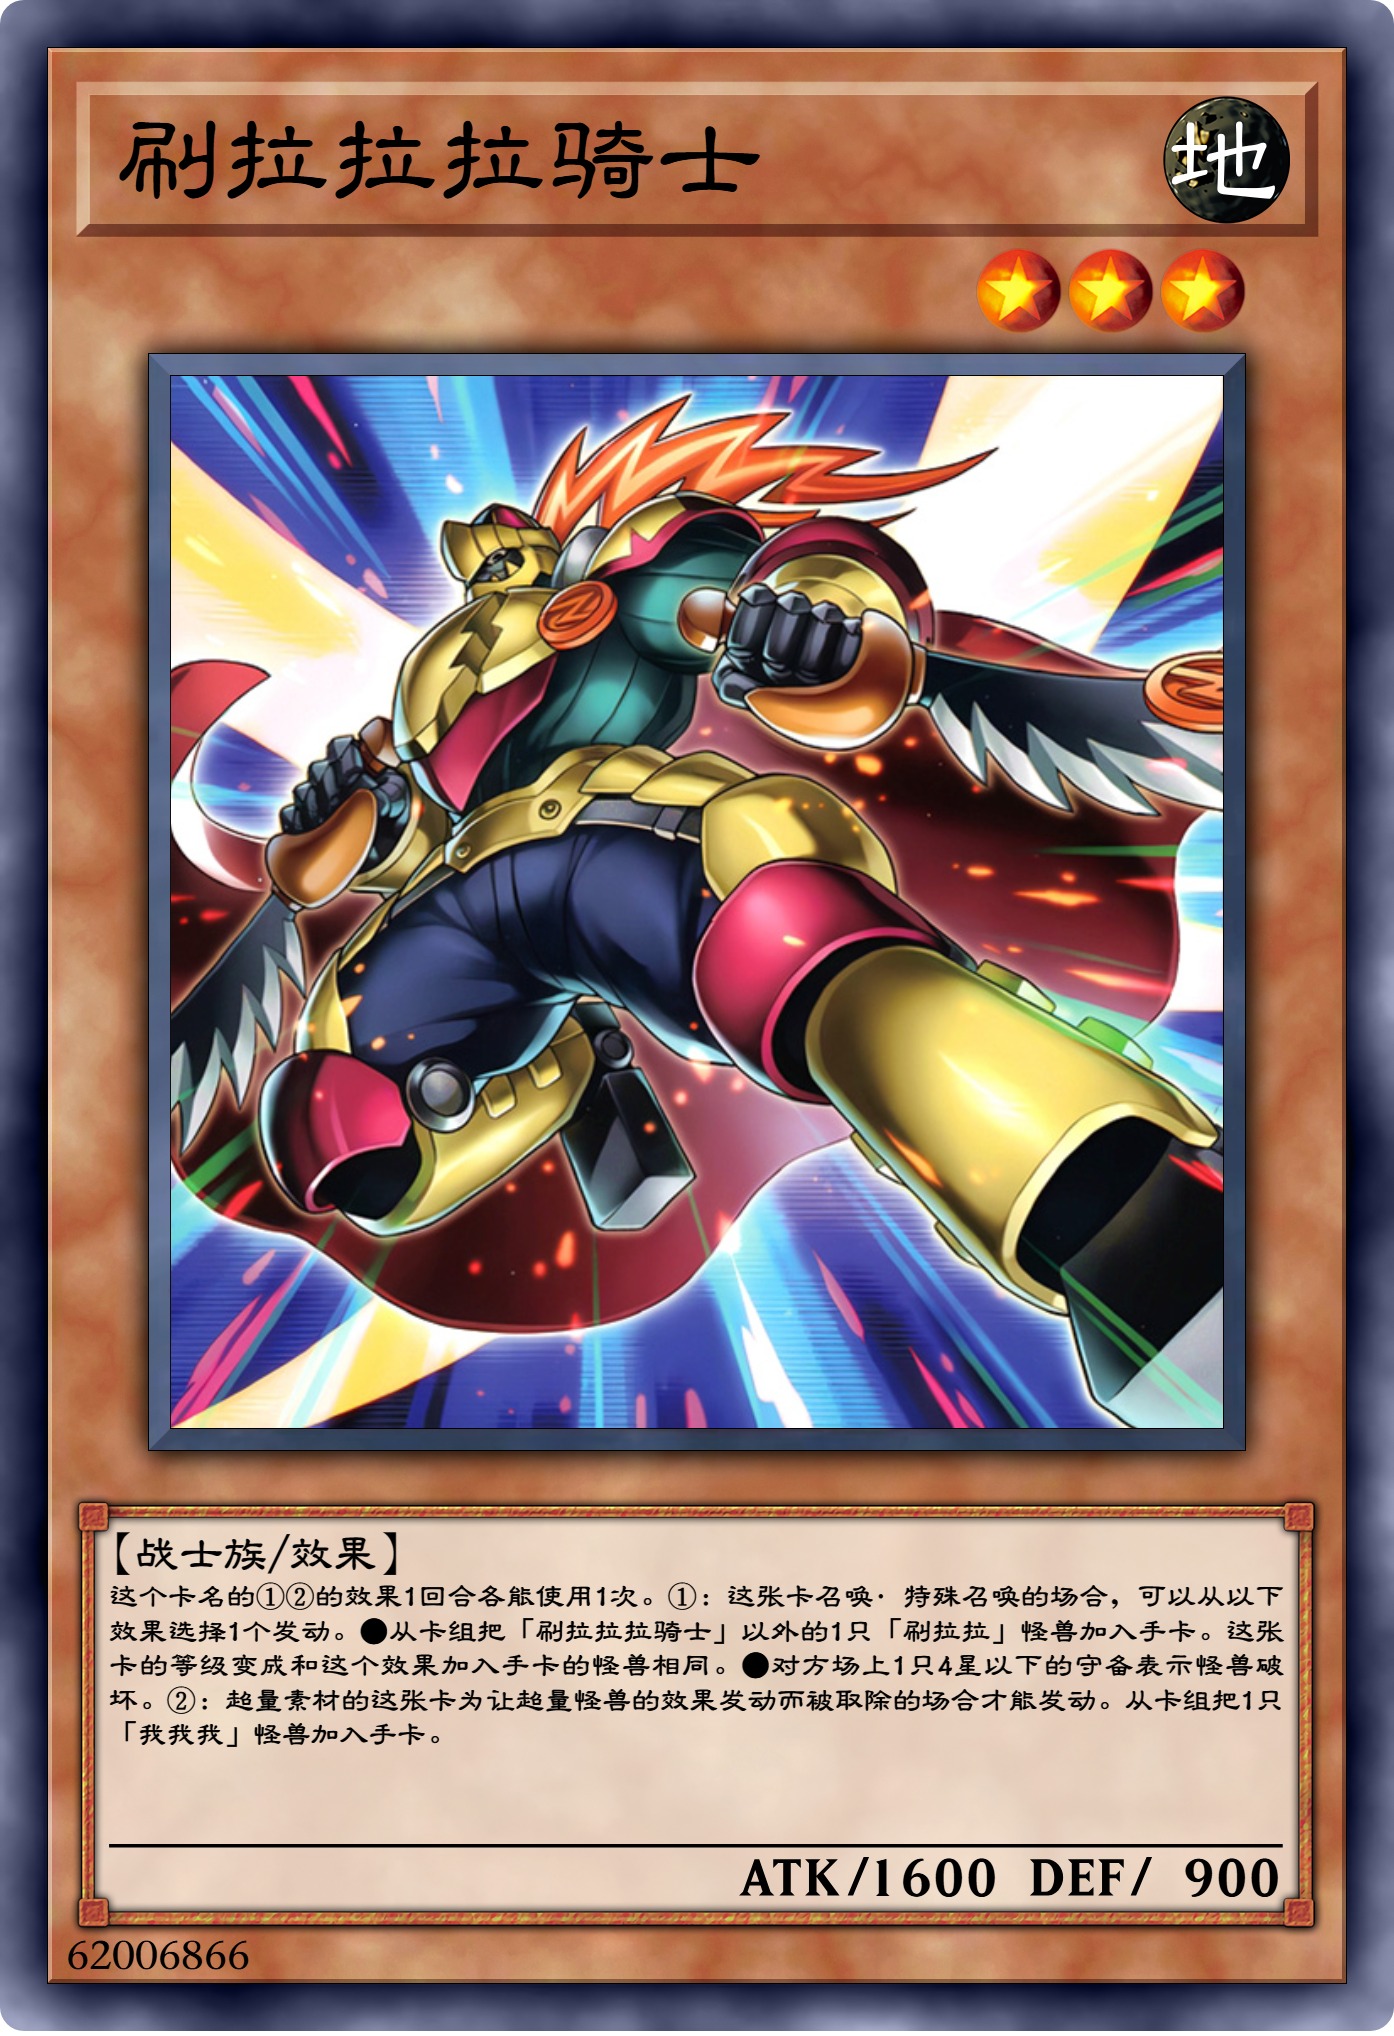 刷拉拉拉骑士
地
【战士族/效果】
这个卡名的①②的效果1回合各能使用1次。①：这张卡召唤·特殊召唤的场合，可以从以下
效果选择1个发动。●从卡组把「刷拉拉拉骑士」以外的1只「刷拉拉」怪兽加入手卡。这张
卡的等级变成和这个效果加入手卡的怪兽相同。●对方场上1只4星以下的守备表示怪兽破
坏。②：超量素材的这张卡为让超量怪兽的效果发动而被取除的场合才能发动。从卡组把1只
「我我我」怪兽加入手卡。
ATK/1600 DEF/ 900
62006866